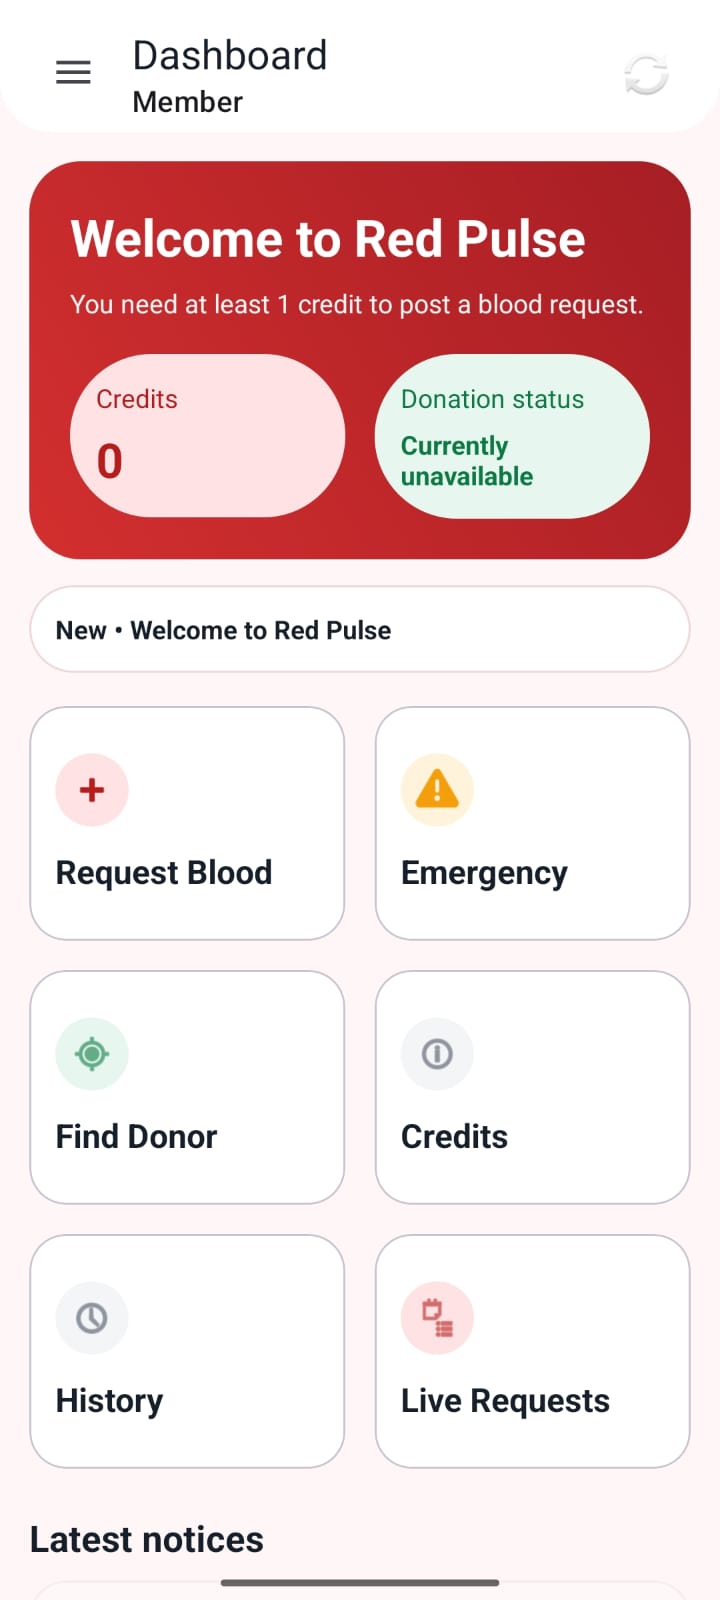 Dashboard
Member
Welcome to Red Pulse
You need at least 1 credit to post a blood request.
Credits
0
Donation status
Currently
unavailable
New • Welcome to Red Pulse
Request Blood
Emergency
Find Donor
Credits
History
Live Requests
Latest notices